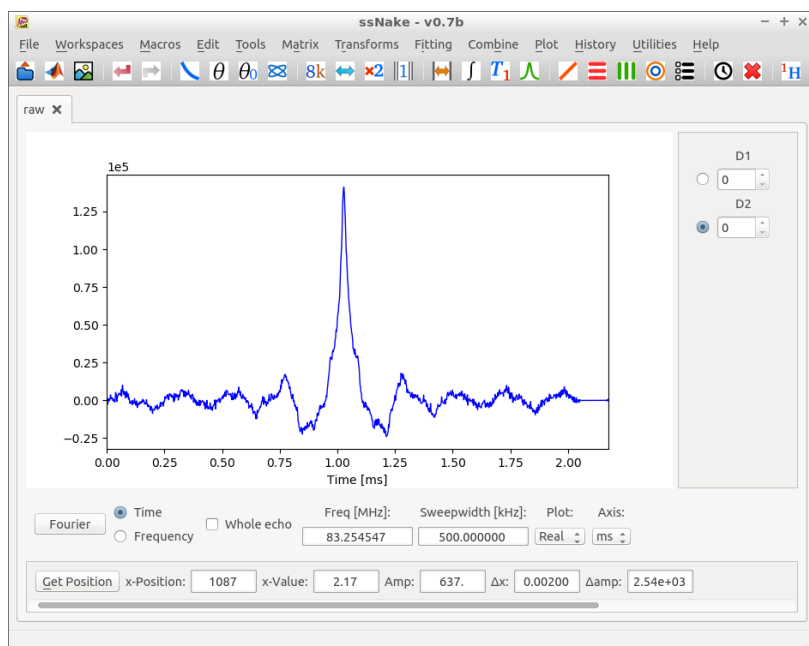 ssNake - v0.7b
File Workspaces Macros Edit Tools Matrix Transforms Fitting Combine Plot History Utilities Help
θ θ0 8k ×2 ||1|| ∫ T1 1H
raw
1e5
1.25
1.00
0.75
0.50
0.25
0.00
−0.25
0.00 0.25 0.50 0.75 1.00 1.25 1.50 1.75 2.00
Time [ms]
D1
0
D2
0
Fourier
Time
Frequency
Whole echo
Freq [MHz]: Sweepwidth [kHz]: Plot: Axis:
83.254547 500.000000 Real ms
Get Position x-Position: 1087 x-Value: 2.17 Amp: 637. Δx: 0.00200 Δamp: 2.54e+03